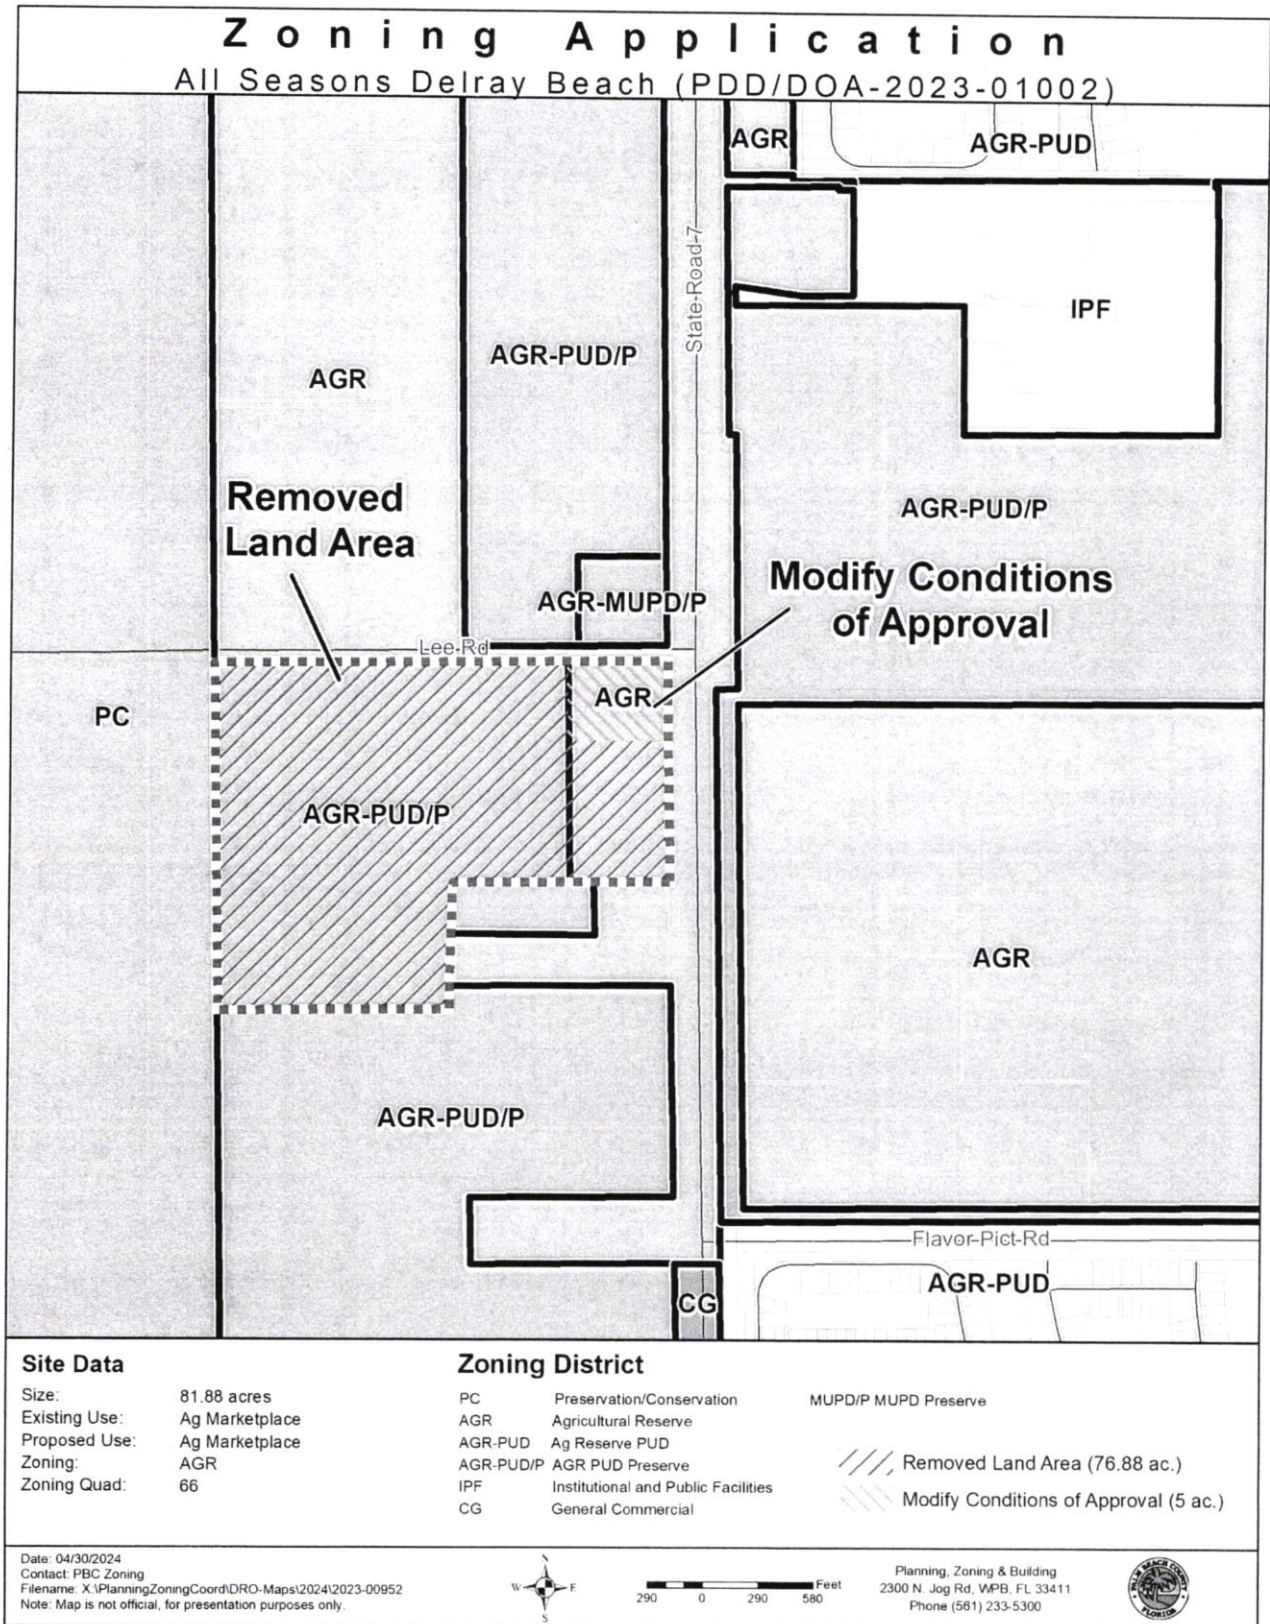 Zoning Application
All Seasons Delray Beach (PDD/DOA-2023-01002)
AGR
AGR-PUD
State-Road-7
IPF
AGR-PUD/P
AGR
Removed
Land Area
AGR-PUD/P
Modify Conditions
of Approval
AGR-MUPD/P
Lee-Rd
AGR
PC
AGR-PUD/P
AGR
AGR-PUD/P
Flavor-Pict-Rd
AGR-PUD
CG
Site Data
Size: 81.88 acres
Existing Use: Ag Marketplace
Proposed Use: Ag Marketplace
Zoning: AGR
Zoning Quad: 66
Zoning District
PC Preservation/Conservation
AGR Agricultural Reserve
AGR-PUD Ag Reserve PUD
AGR-PUD/P AGR PUD Preserve
IPF Institutional and Public Facilities
CG General Commercial
MUPD/P MUPD Preserve
Removed Land Area (76.88 ac.)
Modify Conditions of Approval (5 ac.)
Date: 04/30/2024
Contact: PBC Zoning
Filename: X:\PlanningZoningCoord\DRO-Maps\2024\2023-00952
Note: Map is not official, for presentation purposes only.
N
W E
S
Feet
290 0 290 580
Planning, Zoning & Building
2300 N. Jog Rd, WPB, FL 33411
Phone (561) 233-5300
PALM BEACH COUNTY
FLORIDA